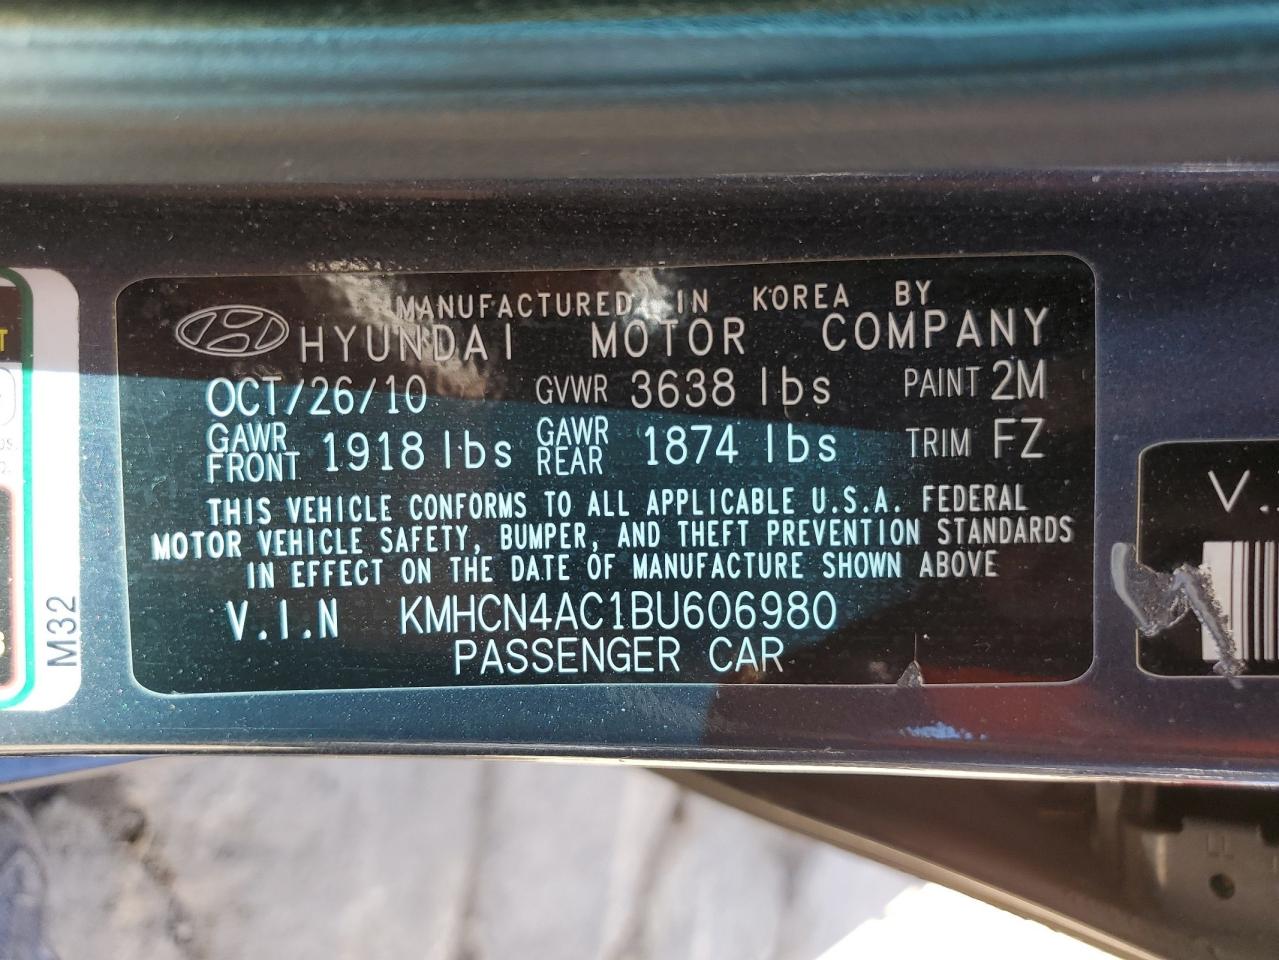 MANUFACTURED IN KOREA BY
HYUNDAI MOTOR COMPANY
OCT/26/10 GVWR 3638 lbs PAINT 2M
GAWR FRONT 1918 lbs GAWR REAR 1874 lbs TRIM FZ
THIS VEHICLE CONFORMS TO ALL APPLICABLE U.S.A. FEDERAL
MOTOR VEHICLE SAFETY, BUMPER, AND THEFT PREVENTION STANDARDS
IN EFFECT ON THE DATE OF MANUFACTURE SHOWN ABOVE
V.I.N KMHCN4AC1BU606980
PASSENGER CAR
M32
V.